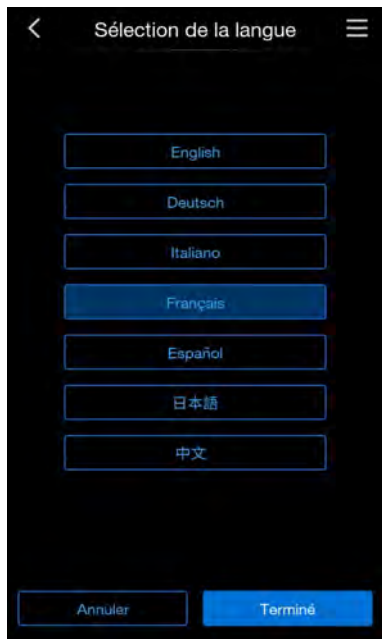 Sélection de la langue
English
Deutsch
Italiano
Français
Español
日本語
中文
Annuler
Terminé